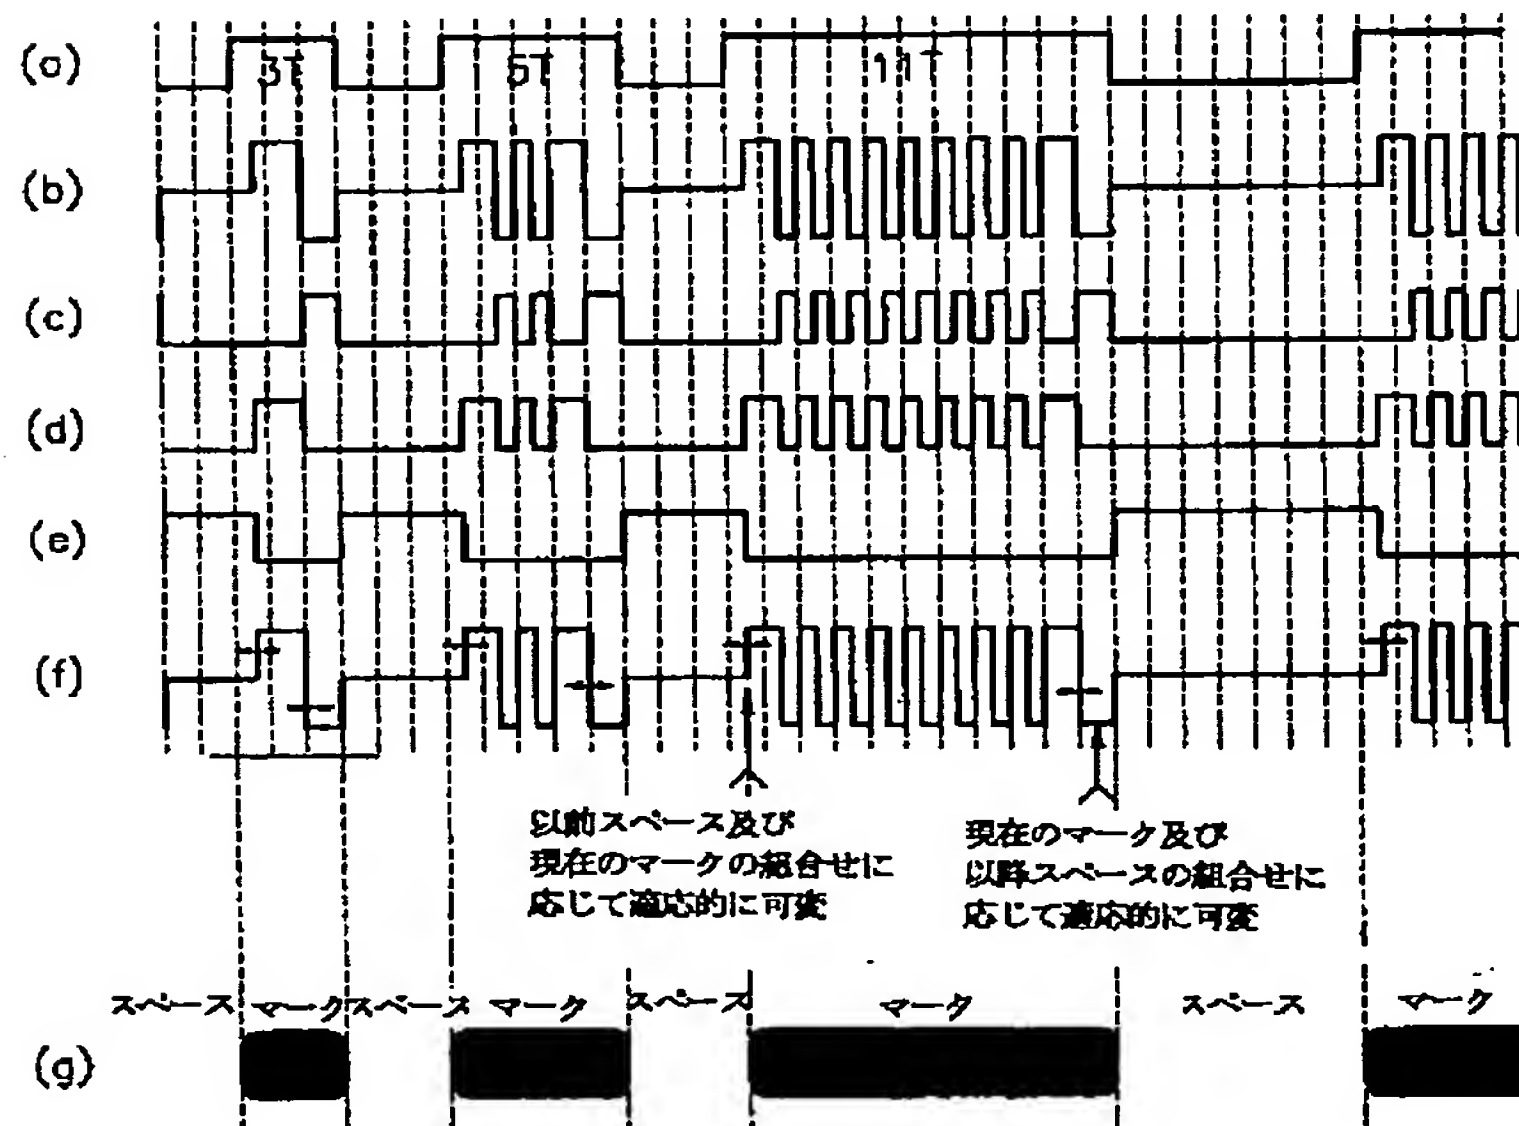 (a)
3T
5T
11T
(b)
(c)
(d)
(e)
(f)
以前スペース及び
現在のマークの組合せに
応じて適応的に可変
現在のマーク及び
以降スペースの組合せに
応じて適応的に可変
スペース マーク スペース マーク スペース マーク スペース マーク
(g)